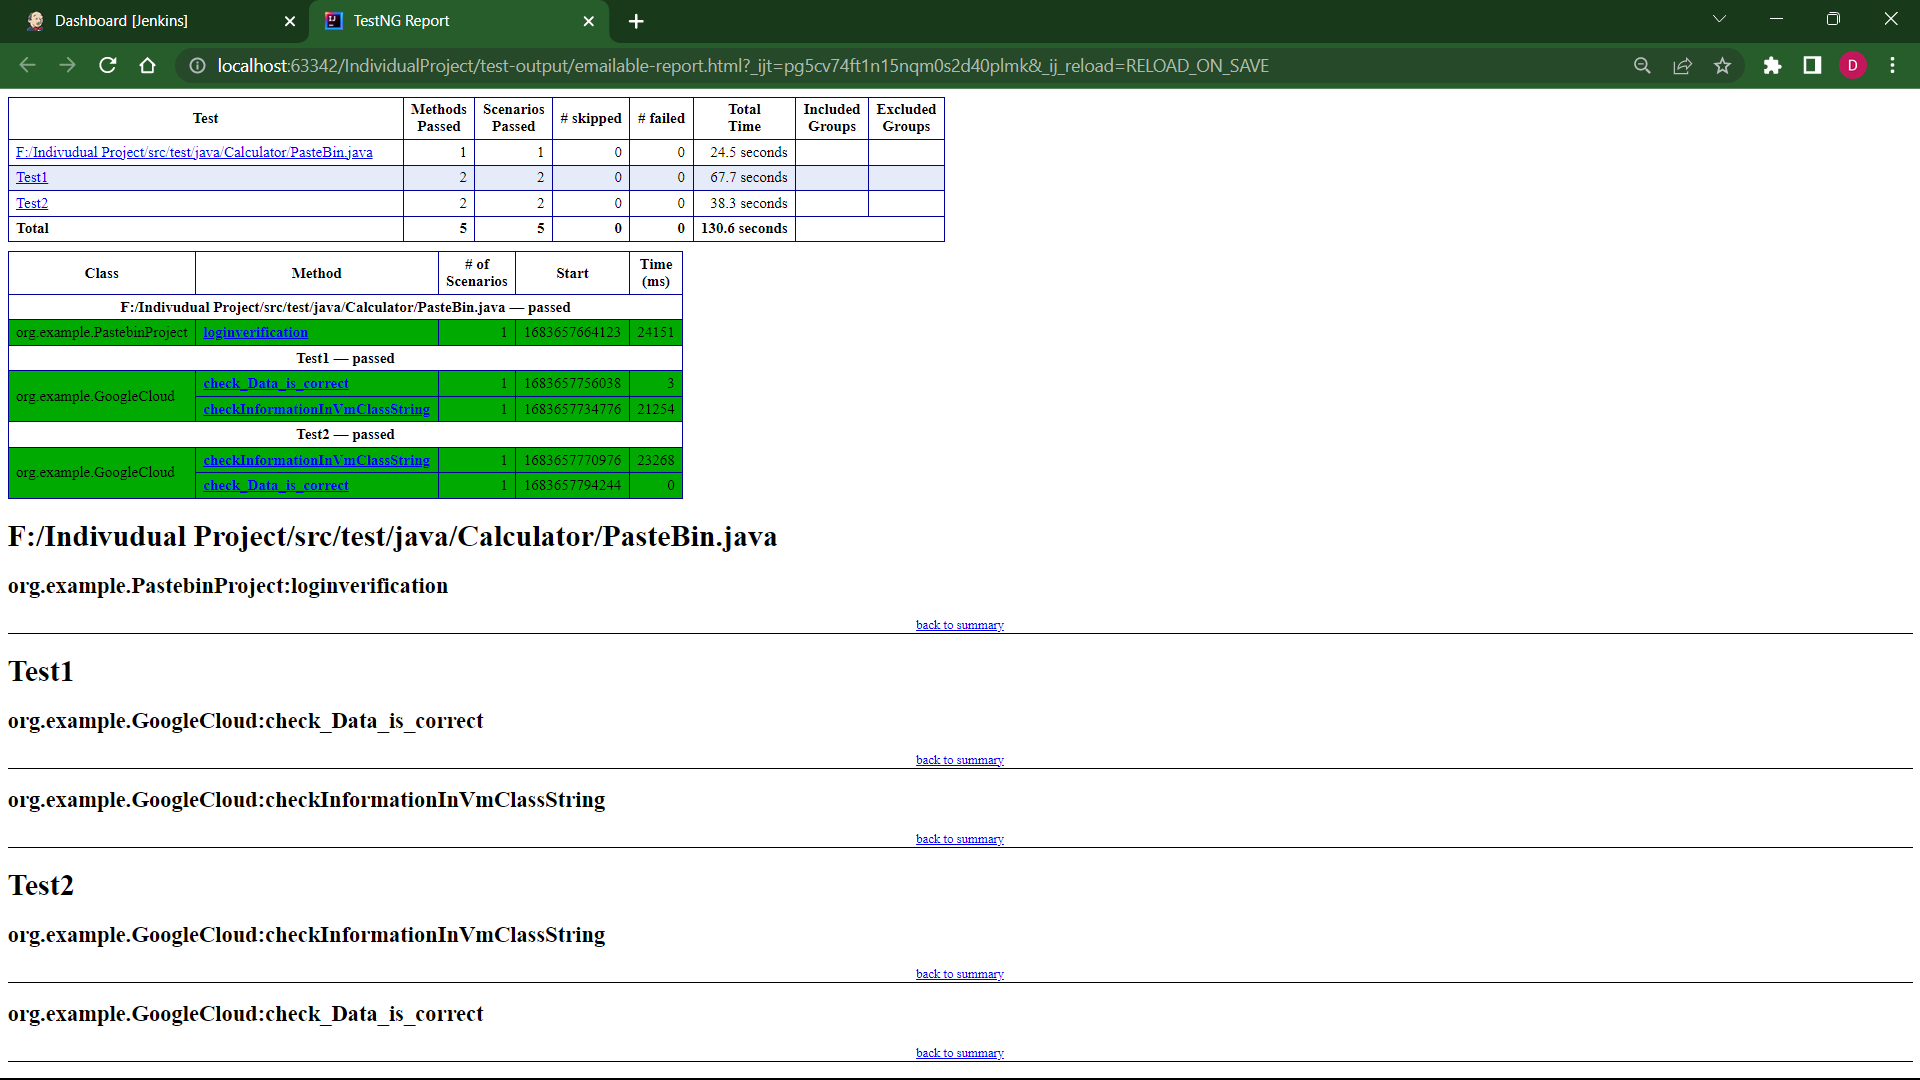 Dashboard [Jenkins]
TestNG Report
localhost:63342/IndividualProject/test-output/emailable-report.html?_ijt=pg5cv74ft1n15nqm0s2d40plmk&_ij_reload=RELOAD_ON_SAVE
D
Test Methods Passed Scenarios Passed # skipped # failed Total Time Included Groups Excluded Groups
F:/Indivudual Project/src/test/java/Calculator/PasteBin.java 1 1 0 0 24.5 seconds
Test1 2 2 0 0 67.7 seconds
Test2 2 2 0 0 38.3 seconds
Total 5 5 0 0 130.6 seconds
Class Method # of Scenarios Start Time (ms)
F:/Indivudual Project/src/test/java/Calculator/PasteBin.java — passed
org.example.PastebinProject loginverification 1 1683657664123 24151
Test1 — passed
org.example.GoogleCloud check_Data_is_correct 1 1683657756038 3
checkInformationInVmClassString 1 1683657734776 21254
Test2 — passed
org.example.GoogleCloud checkInformationInVmClassString 1 1683657770976 23268
check_Data_is_correct 1 1683657794244 0
F:/Indivudual Project/src/test/java/Calculator/PasteBin.java
org.example.PastebinProject:loginverification
back to summary
Test1
org.example.GoogleCloud:check_Data_is_correct
back to summary
org.example.GoogleCloud:checkInformationInVmClassString
back to summary
Test2
org.example.GoogleCloud:checkInformationInVmClassString
back to summary
org.example.GoogleCloud:check_Data_is_correct
back to summary